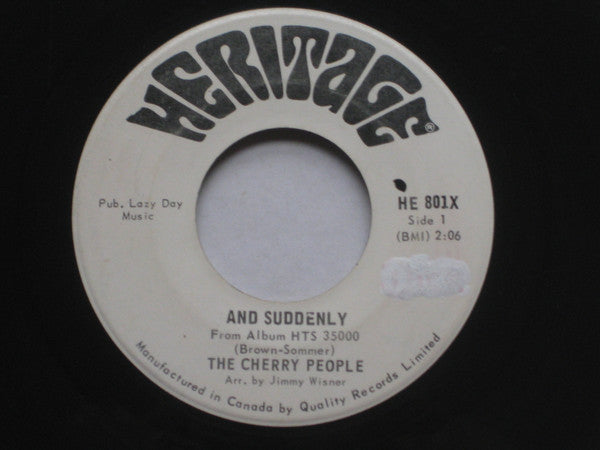 HERITAGE®
Pub. Lazy Day
Music
HE 801X
Side 1
(BMI) 2:06
AND SUDDENLY
From Album HTS 35000
(Brown-Sommer)
THE CHERRY PEOPLE
Arr. by Jimmy Wisner
Manufactured in Canada by Quality Records Limited